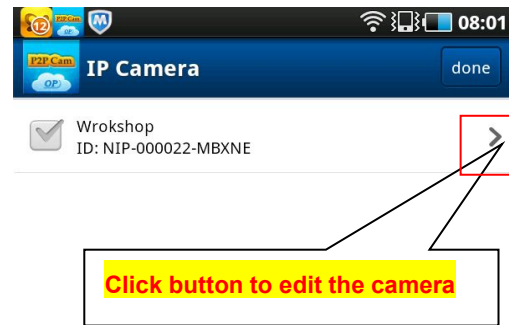 12 P2P Cam OP 08:01
P2P Cam OP IP Camera done
Wrokshop
ID: NIP-000022-MBXNE
Click button to edit the camera